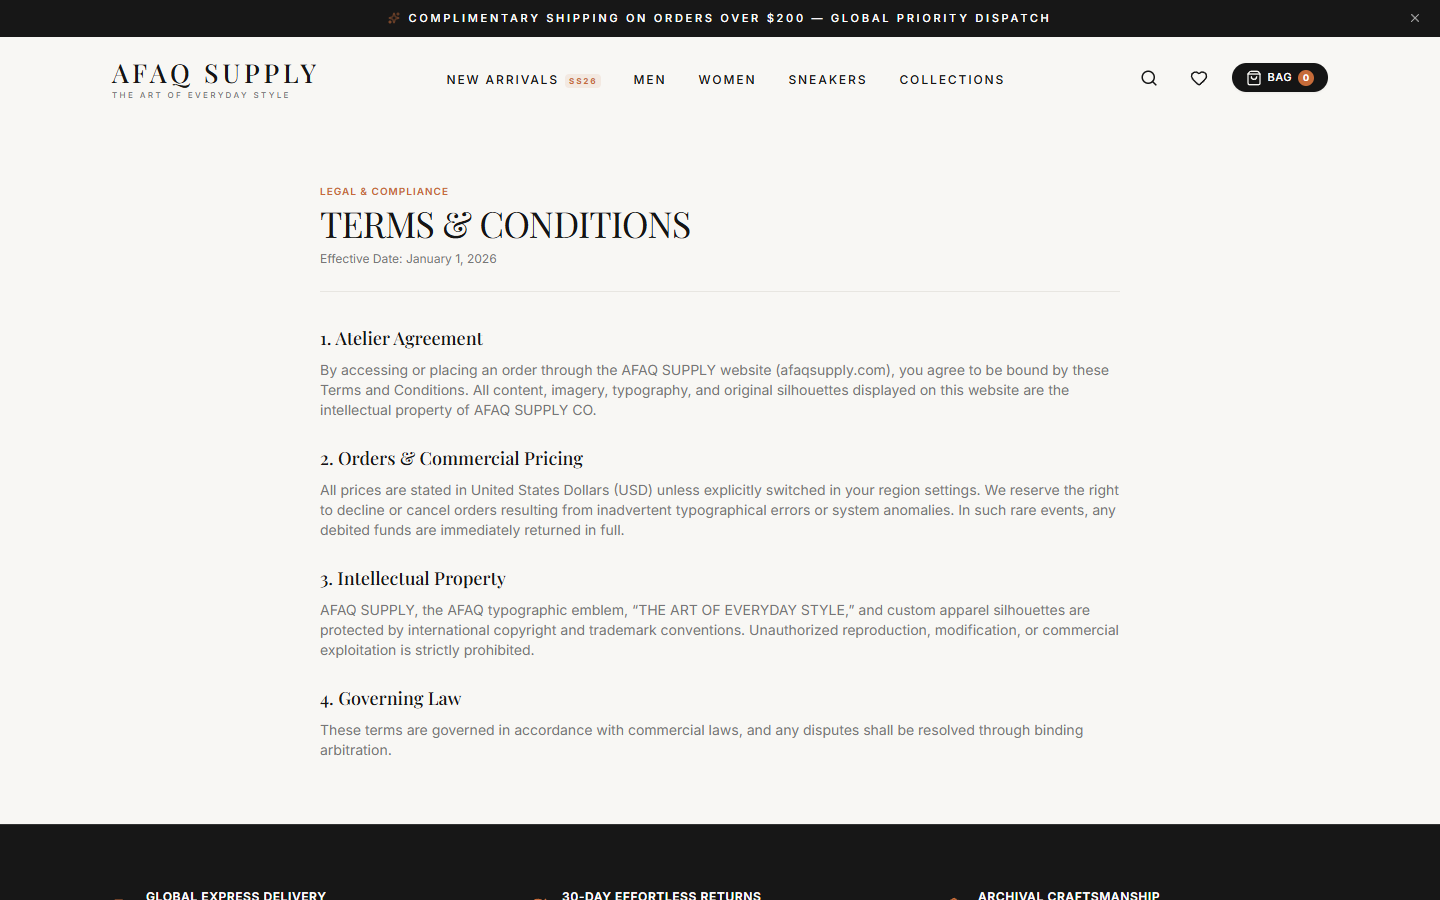 COMPLIMENTARY SHIPPING ON ORDERS OVER $200 — GLOBAL PRIORITY DISPATCH
AFAQ SUPPLY
THE ART OF EVERYDAY STYLE
NEW ARRIVALS SS26 MEN WOMEN SNEAKERS COLLECTIONS
BAG 0
LEGAL & COMPLIANCE
TERMS & CONDITIONS
Effective Date: January 1, 2026
1. Atelier Agreement
By accessing or placing an order through the AFAQ SUPPLY website (afaqsupply.com), you agree to be bound by these
Terms and Conditions. All content, imagery, typography, and original silhouettes displayed on this website are the
intellectual property of AFAQ SUPPLY CO.
2. Orders & Commercial Pricing
All prices are stated in United States Dollars (USD) unless explicitly switched in your region settings. We reserve the right
to decline or cancel orders resulting from inadvertent typographical errors or system anomalies. In such rare events, any
debited funds are immediately returned in full.
3. Intellectual Property
AFAQ SUPPLY, the AFAQ typographic emblem, “THE ART OF EVERYDAY STYLE,” and custom apparel silhouettes are
protected by international copyright and trademark conventions. Unauthorized reproduction, modification, or commercial
exploitation is strictly prohibited.
4. Governing Law
These terms are governed in accordance with commercial laws, and any disputes shall be resolved through binding
arbitration.
GLOBAL EXPRESS DELIVERY
30-DAY EFFORTLESS RETURNS
ARCHIVAL CRAFTSMANSHIP